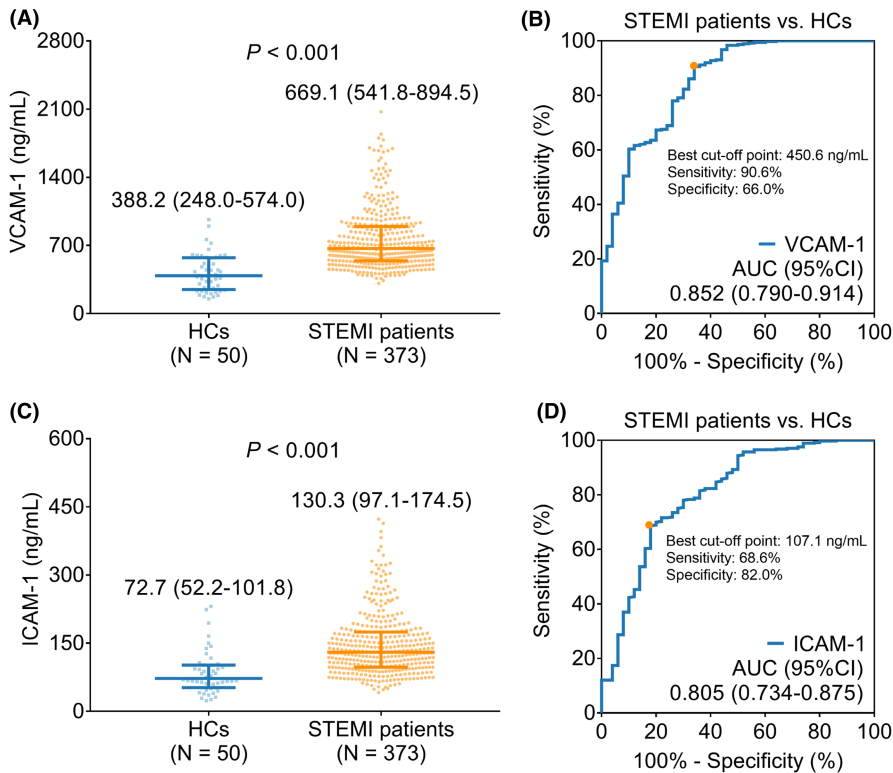 (A)
P < 0.001
669.1 (541.8-894.5)
388.2 (248.0-574.0)
VCAM-1 (ng/mL)
2800
2100
1400
700
0
HCs
(N = 50)
STEMI patients
(N = 373)
(B)
STEMI patients vs. HCs
Sensitivity (%)
100
80
60
40
20
0
Best cut-off point: 450.6 ng/mL
Sensitivity: 90.6%
Specificity: 66.0%
VCAM-1
AUC (95%CI)
0.852 (0.790-0.914)
0 20 40 60 80 100
100% - Specificity (%)
(C)
P < 0.001
130.3 (97.1-174.5)
72.7 (52.2-101.8)
ICAM-1 (ng/mL)
600
450
300
150
0
HCs
(N = 50)
STEMI patients
(N = 373)
(D)
STEMI patients vs. HCs
Sensitivity (%)
100
80
60
40
20
0
Best cut-off point: 107.1 ng/mL
Sensitivity: 68.6%
Specificity: 82.0%
ICAM-1
AUC (95%CI)
0.805 (0.734-0.875)
0 20 40 60 80 100
100% - Specificity (%)